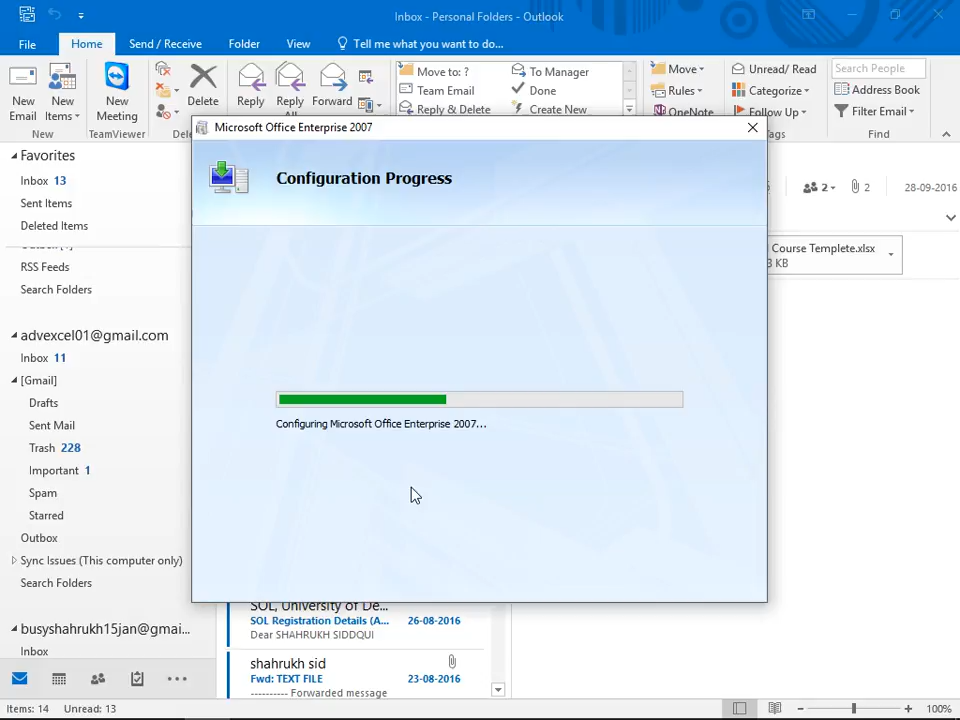 Inbox - Personal Folders - Outlook
File
Home
Send / Receive
Folder
View
Tell me what you want to do...
New Email
New Items
New Meeting
Delete
Reply
Reply All
Forward
Move to: ?
To Manager
Team Email
Done
Reply & Delete
Create New
Move
Rules
OneNote
Unread/ Read
Categorize
Follow Up
Search People
Address Book
Filter Email
New
TeamViewer
Find
Microsoft Office Enterprise 2007
Configuration Progress
Configuring Microsoft Office Enterprise 2007...
Favorites
Inbox 13
Sent Items
Deleted Items
RSS Feeds
Search Folders
advexcel01@gmail.com
Inbox 11
[Gmail]
Drafts
Sent Mail
Trash 228
Important 1
Spam
Starred
Outbox
Sync Issues (This computer only)
Search Folders
busyshahrukh15jan@gmai...
Inbox
2
2
28-09-2016
Course Templete.xlsx
KB
SOL, University of De...
SOL Registration Details (A... 26-08-2016
Dear SHAHRUKH SIDDQUI
shahrukh sid
Fwd: TEXT FILE 23-08-2016
---------- Forwarded message
Items: 14 Unread: 13
100%